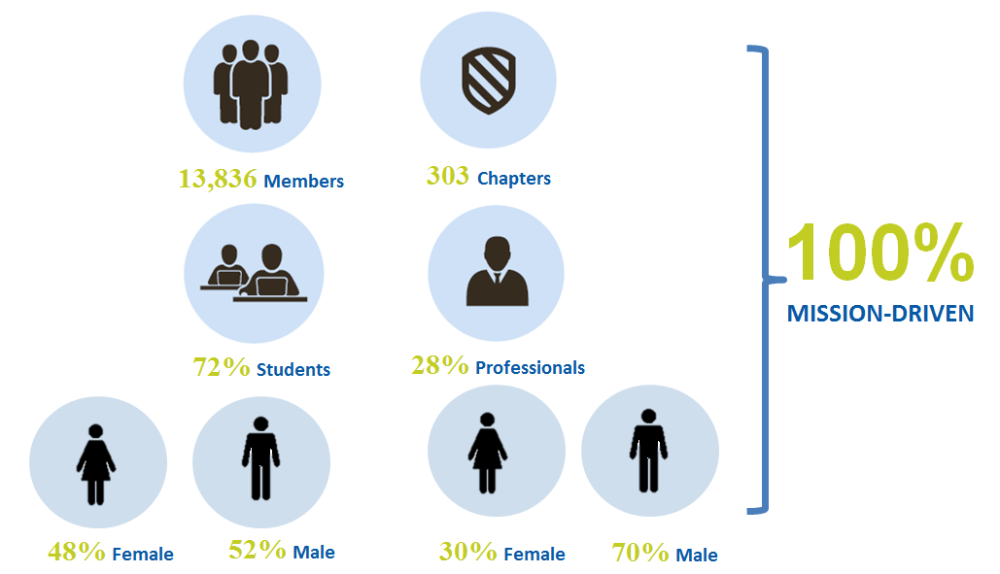 13,836 Members
303 Chapters
72% Students
28% Professionals
48% Female
52% Male
30% Female
70% Male
100%
MISSION-DRIVEN